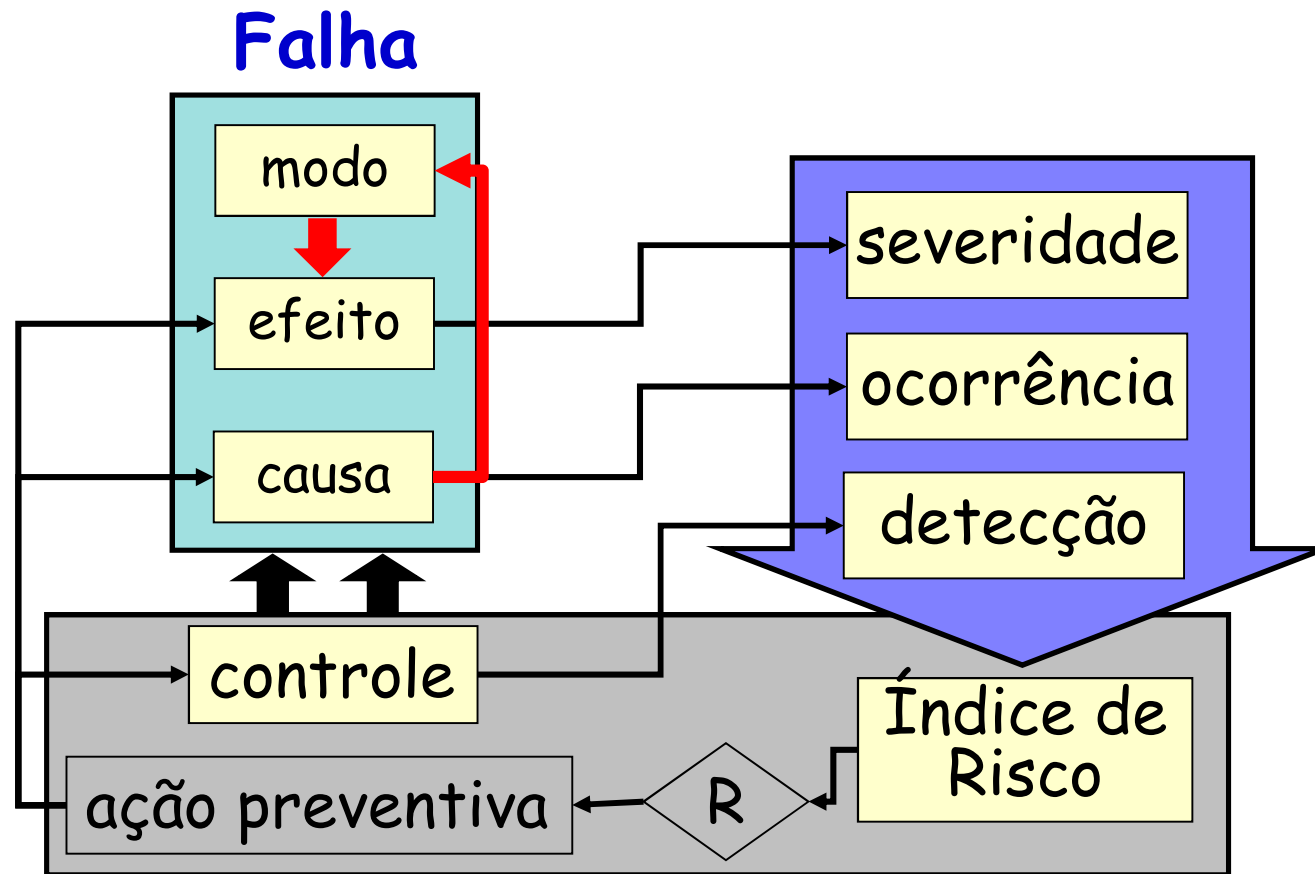 Falha
modo
efeito
causa
severidade
ocorrência
detecção
controle
Índice de
Risco
R
ação preventiva